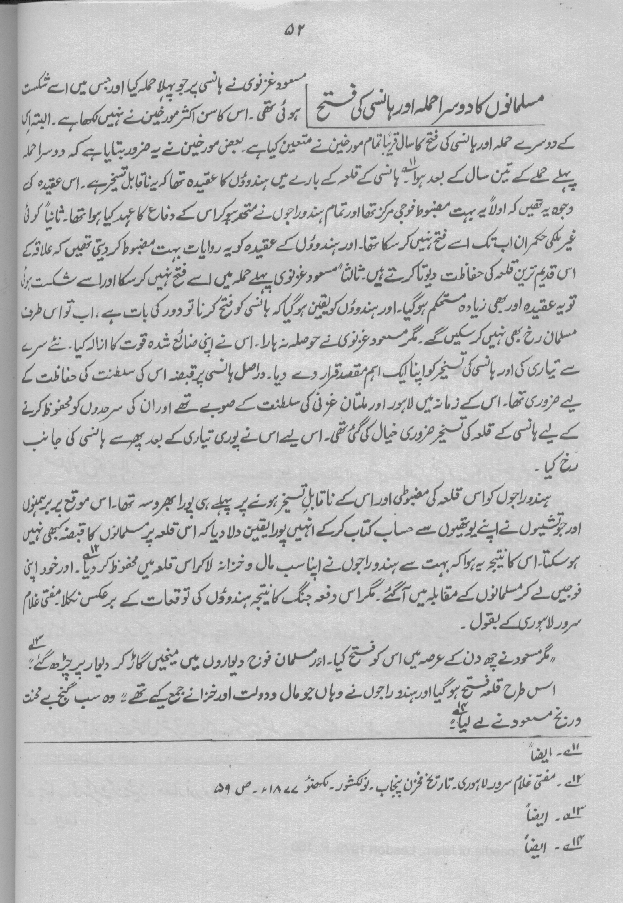 ۵۲
مسلمانوں کا دوسرا حملہ اور ہانسی کی فتح
مسعود غزنوی نے ہانسی پر جو پہلا حملہ کیا اور جس میں اسے شکست
ہوئی تھی۔ اس کا سن اکثر مورخین نے نہیں لکھا ہے۔ البتہ اس
کے دوسرے حملہ اور ہانسی کی فتح کا سال قریباً تمام مورخین نے متعین کیا ہے۔ بعض مورخین نے یہ ضرور بتایا ہے کہ دوسرا حملہ
پہلے حملے کے تین سال کے بعد ہوا۱۱؎ ہانسی کے قلعہ کے بارے میں ہندوؤں کا عقیدہ تھا کہ یہ ناقابل تسخیر ہے۔ اس عقیدہ کی
وجہ یہ تھیں کہ اولاً یہ بہت مضبوط فوجی مرکز تھا اور تمام ہندو راجوں نے متحد ہو کر اس کے دفاع کا عہد کیا ہوا تھا۔ ثانیاً کوئی
غیر ملکی حکمران اب تک اسے فتح نہیں کر سکا تھا۔ اور ہندوؤں کے عقیدہ کو یہ روایات بہت مضبوط کر دیتی تھیں کہ علاقہ کے
اس قدیم ترین قلعہ کی حفاظت دیوتا کرتے ہیں۔ ثالثاً مسعود غزنوی پہلے حملہ میں اسے فتح نہیں کر سکا اور اسے شکست ہوئی
تو یہ عقیدہ اور بھی زیادہ مستحکم ہو گیا۔ اور ہندوؤں کو یقین ہو گیا کہ ہانسی کو فتح کرنا تو دور کی بات ہے، اب تو اس طرف
مسلمان رخ بھی نہیں کر سکیں گے۔ مگر مسعود غزنوی نے حوصلہ نہ ہارا۔ اس نے اپنی ضائع شدہ قوت کا ازالہ کیا۔ نئے سرے
سے تیاری کی اور ہانسی کی تسخیر کو اپنا ایک اہم مقصد قرار دے دیا۔ دراصل ہانسی پر قبضہ اس کی سلطنت کی حفاظت کے
لیے ضروری تھا۔ اس کے زمانہ میں لاہور اور ملتان غزنی کی سلطنت کے صوبے تھے اور ان کی سرحدوں کو محفوظ کرنے
کے لیے ہانسی کے قلعہ کی تسخیر ضروری خیال کی گئی تھی۔ اس لیے اس نے پوری تیاری کے بعد پھر سے ہانسی کی جانب
رخ کیا۔
ہندو راجوں کو اس قلعہ کی مضبوطی اور اس کے ناقابل تسخیر ہونے پر پہلے ہی پورا بھروسہ تھا۔ اس موقع پر برہمنوں
اور جوتشیوں نے اپنے پوتھیوں سے حساب کتاب کر کے انہیں پورا یقین دلا دیا کہ اس قلعہ پر مسلمانوں کا قبضہ کبھی نہیں
ہو سکتا۔ اس کا نتیجہ یہ ہوا کہ بہت سے ہندو راجوں نے اپنا سب مال و خزانہ لا کر اس قلعہ میں محفوظ کر دیا۱۲؎۔ اور خود اپنی
فوجیں لے کر مسلمانوں کے مقابلہ میں آ گئے۔ مگر اس دفعہ جنگ کا نتیجہ ہندوؤں کی توقعات کے برعکس نکلا۔ مفتی غلام
سرور لاہوری کے بقول۔
"مگر مسعود نے چھ دن کے عرصہ میں اس کو فتح کیا۔ اور مسلمان فوج دیواروں میں میخیں گاڑ کر دیوار پر چڑھ گئے"۱۳؎
اس طرح قلعہ فتح ہو گیا اور ہندو راجوں نے وہاں جو مال و دولت اور خزانے جمع کیے تھے "وہ سب گنج بے محنت
و رنج مسعود نے لے لیا"۱۴؎
۱۱؎۔ ایضاً
۱۲؎۔ مفتی غلام سرور لاہوری۔ تاریخ مخزن پنجاب۔ نولکشور۔ لکھنؤ ۱۸۷۷ء۔ ص ۵۹
۱۳؎۔ ایضاً
۱۴؎۔ ایضاً